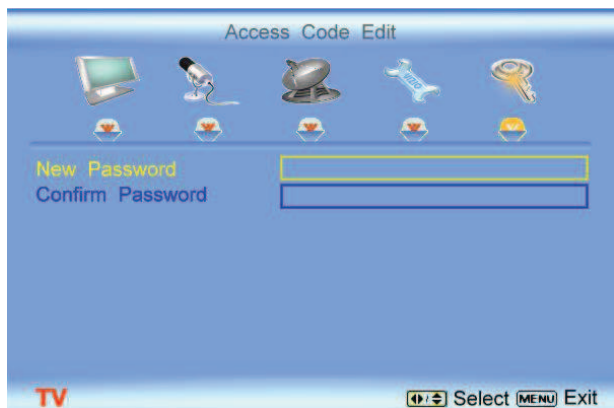 Access Code Edit
New Password
Confirm Password
TV
Select MENU Exit